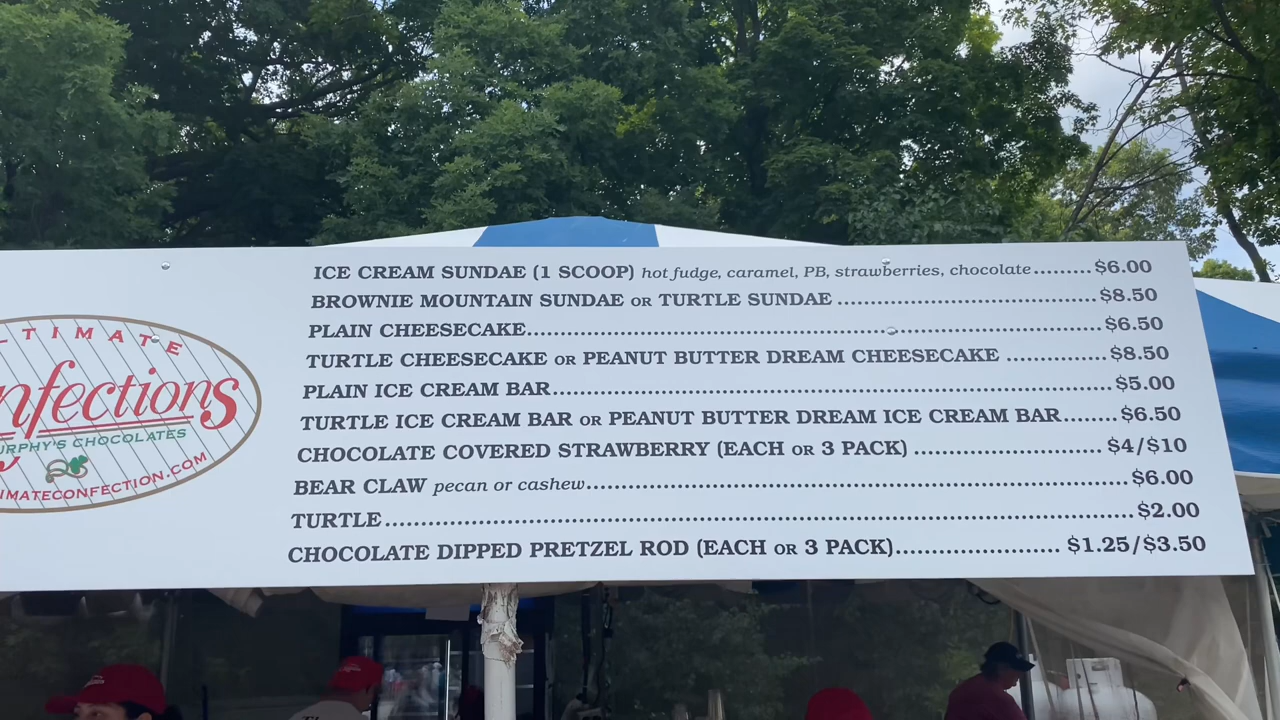 ICE CREAM SUNDAE (1 SCOOP) hot fudge, caramel, PB, strawberries, chocolate.........$6.00
BROWNIE MOUNTAIN SUNDAE OR TURTLE SUNDAE ....................................$8.50
PLAIN CHEESECAKE................................................................................$6.50
TURTLE CHEESECAKE OR PEANUT BUTTER DREAM CHEESECAKE ..............$8.50
PLAIN ICE CREAM BAR..............................................................................$5.00
TURTLE ICE CREAM BAR OR PEANUT BUTTER DREAM ICE CREAM BAR........$6.50
CHOCOLATE COVERED STRAWBERRY (EACH OR 3 PACK) .......................... $4/$10
BEAR CLAW pecan or cashew...........................................................................$6.00
TURTLE.........................................................................................................$2.00
CHOCOLATE DIPPED PRETZEL ROD (EACH OR 3 PACK)....................... $1.25/$3.50
LTIMATE
nfections
URPHY'S CHOCOLATES
IMATECONFECTION.COM